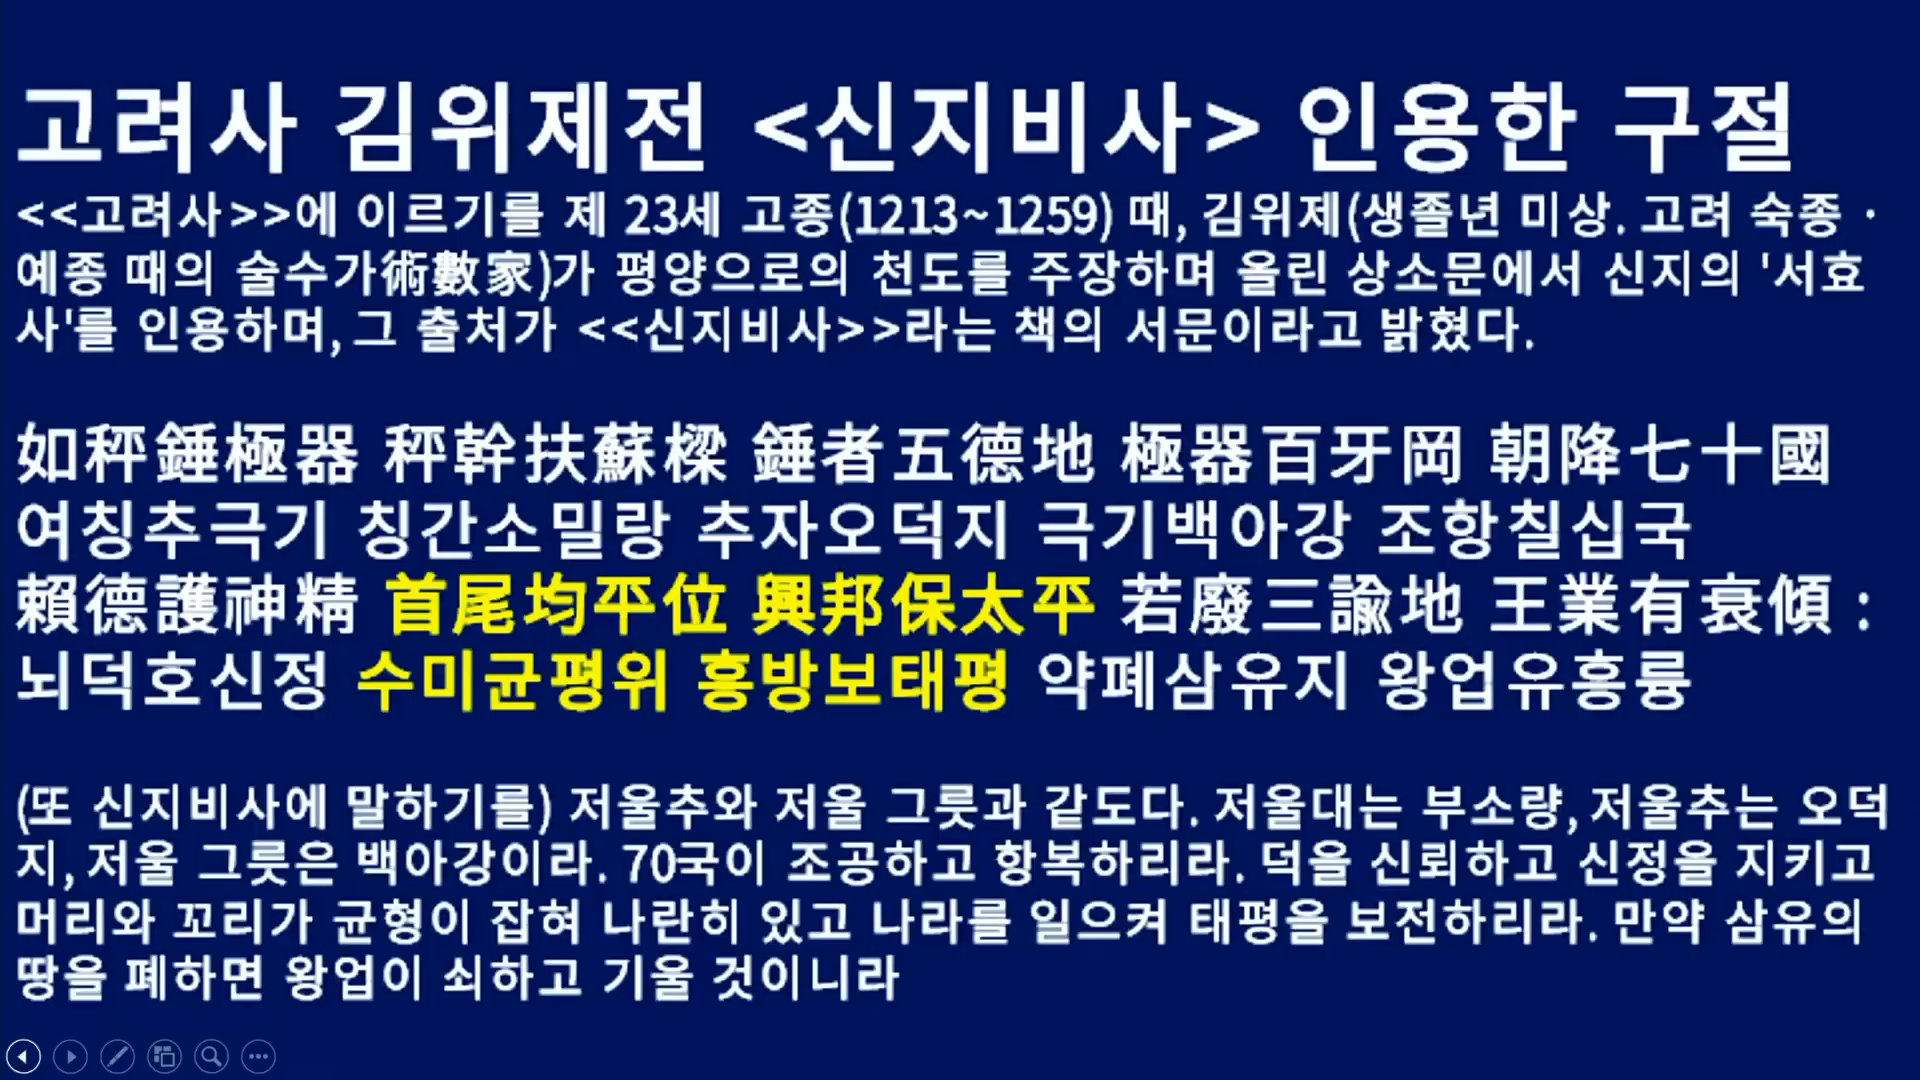 고려사 김위제전 <신지비사> 인용한 구절
<<고려사>>에 이르기를 제 23세 고종(1213~1259) 때, 김위제(생졸년 미상. 고려 숙종 ·
예종 때의 술수가術數家)가 평양으로의 천도를 주장하며 올린 상소문에서 신지의 '서효
사'를 인용하며, 그 출처가 <<신지비사>>라는 책의 서문이라고 밝혔다.
如秤錘極器 秤幹扶蘇樑 錘者五德地 極器百牙岡 朝降七十國
여칭추극기 칭간소밀랑 추자오덕지 극기백아강 조항칠십국
賴德護神精 首尾均平位 興邦保太平 若廢三諭地 王業有衰傾 :
뇌덕호신정 수미균평위 흥방보태평 약폐삼유지 왕업유흥륭
(또 신지비사에 말하기를) 저울추와 저울 그릇과 같도다. 저울대는 부소량, 저울추는 오덕
지, 저울 그릇은 백아강이라. 70국이 조공하고 항복하리라. 덕을 신뢰하고 신정을 지키고
머리와 꼬리가 균형이 잡혀 나란히 있고 나라를 일으켜 태평을 보전하리라. 만약 삼유의
땅을 폐하면 왕업이 쇠하고 기울 것이니라